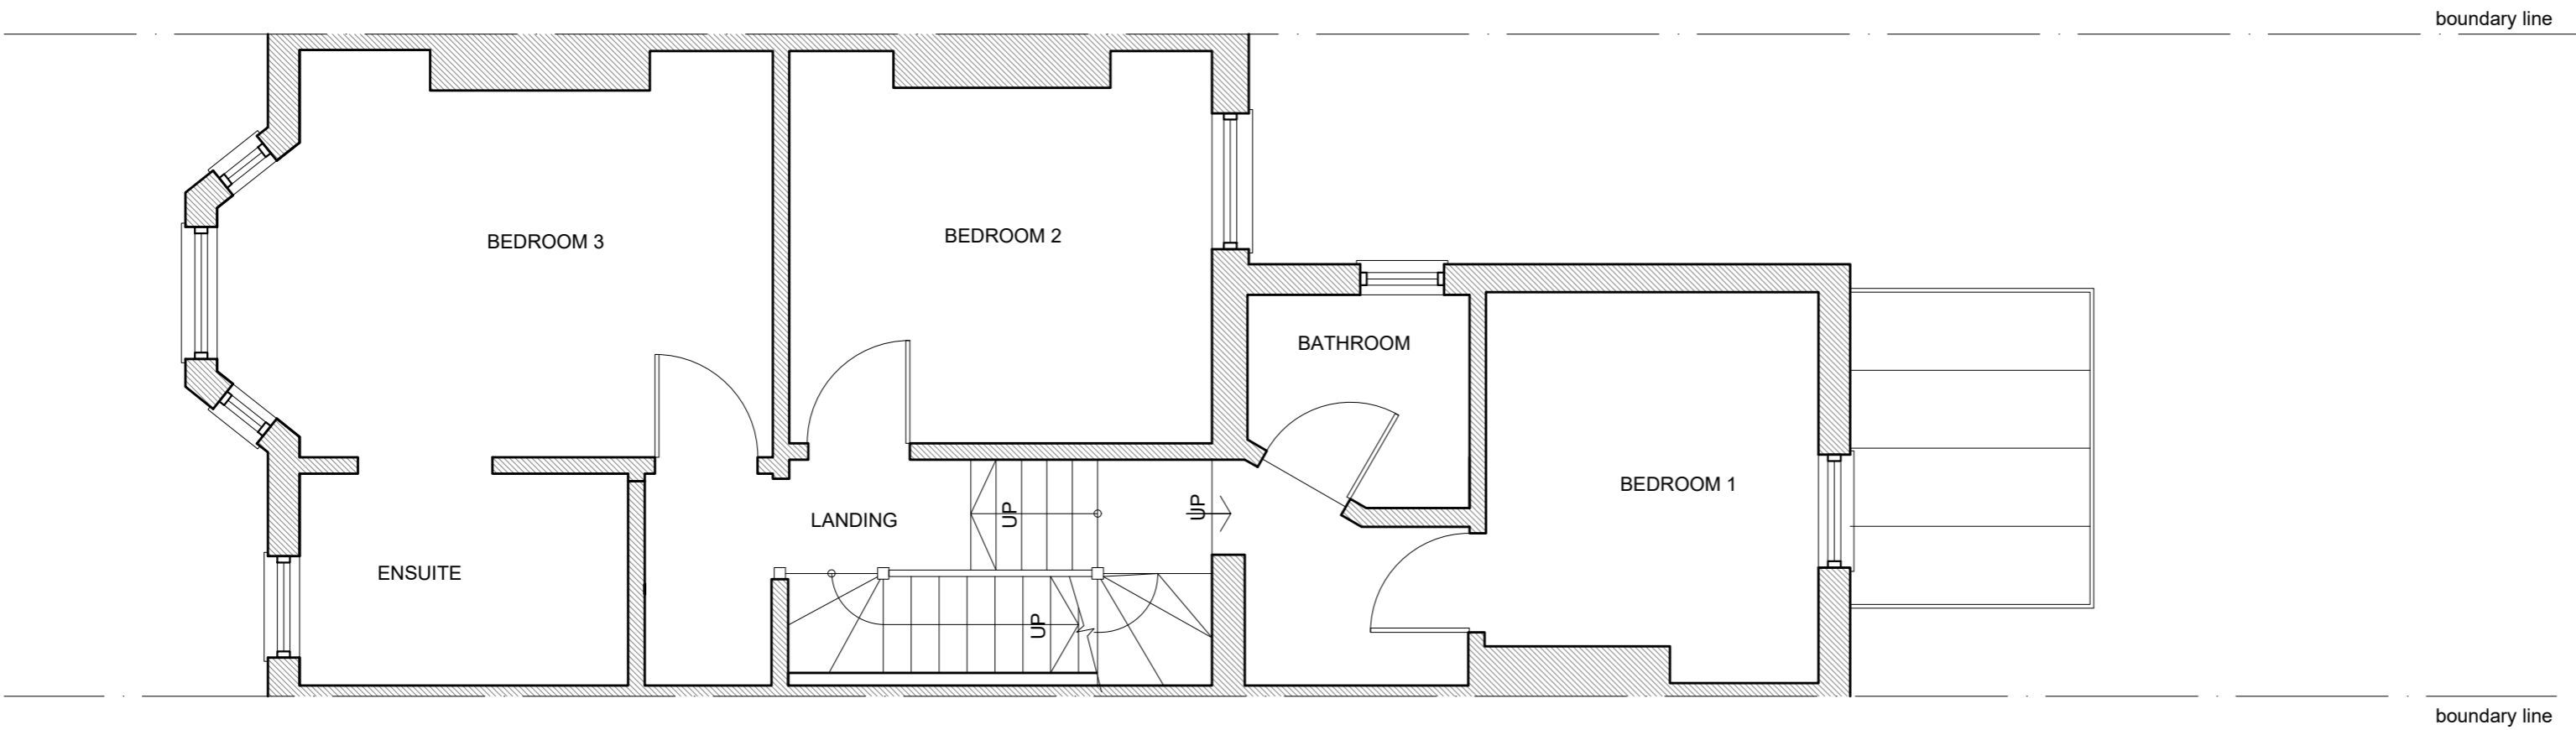 boundary line
BEDROOM 3
BEDROOM 2
BATHROOM
BEDROOM 1
LANDING
UP
UP
ENSUITE
UP
boundary line